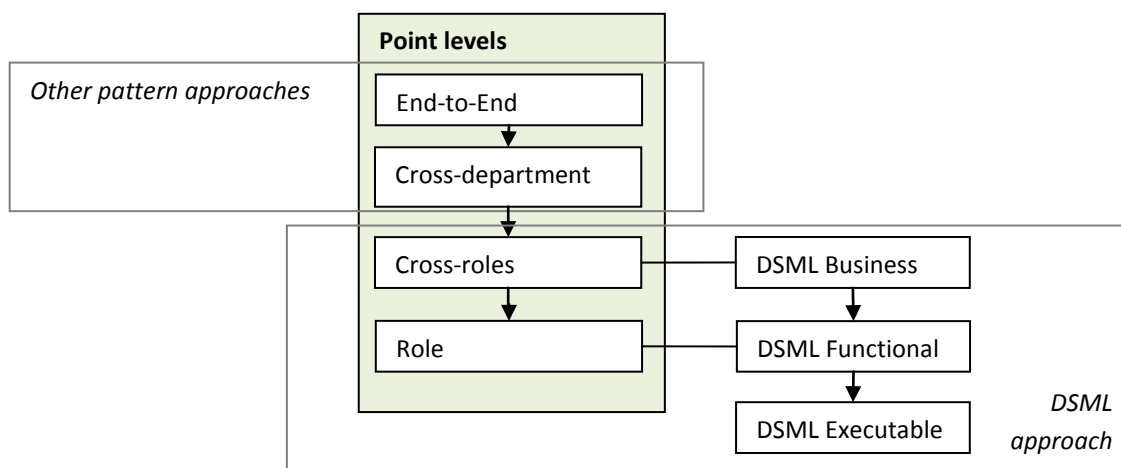 Point levels
Other pattern approaches
End-to-End
Cross-department
Cross-roles
DSML Business
Role
DSML Functional
DSML Executable
DSML
approach